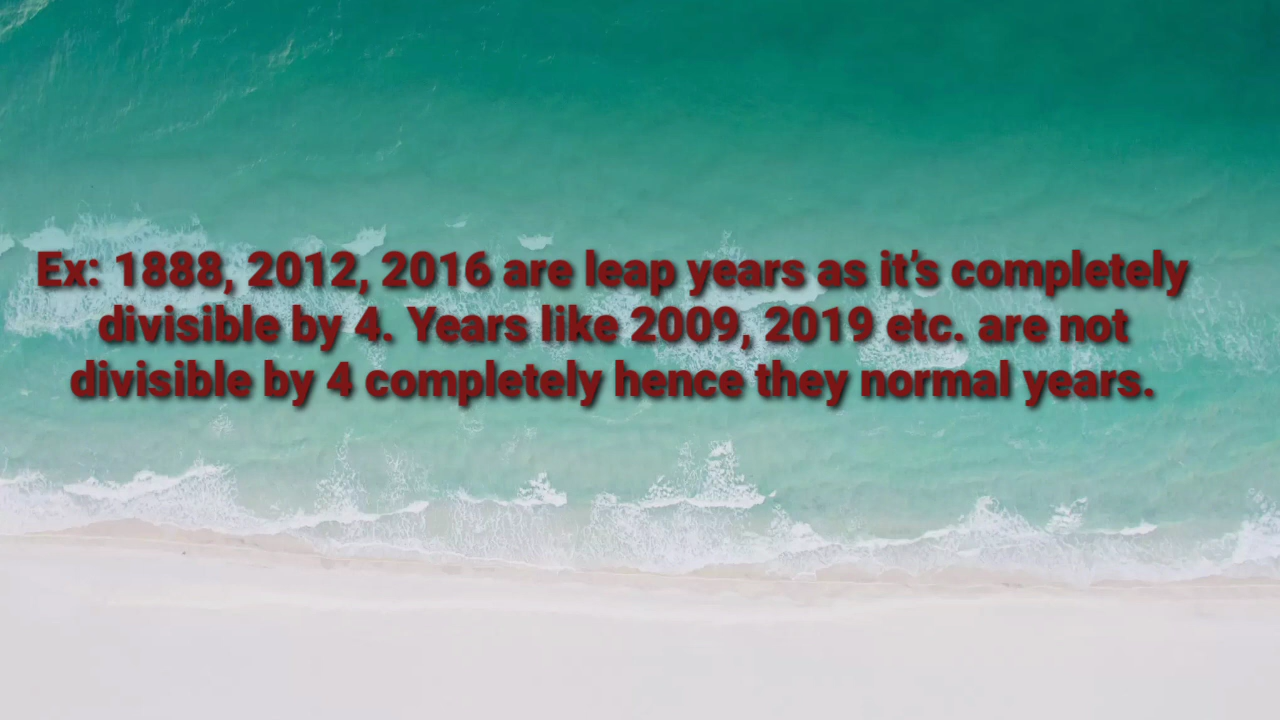 Ex: 1888, 2012, 2016 are leap years as it’s completely
divisible by 4. Years like 2009, 2019 etc. are not
divisible by 4 completely hence they normal years.